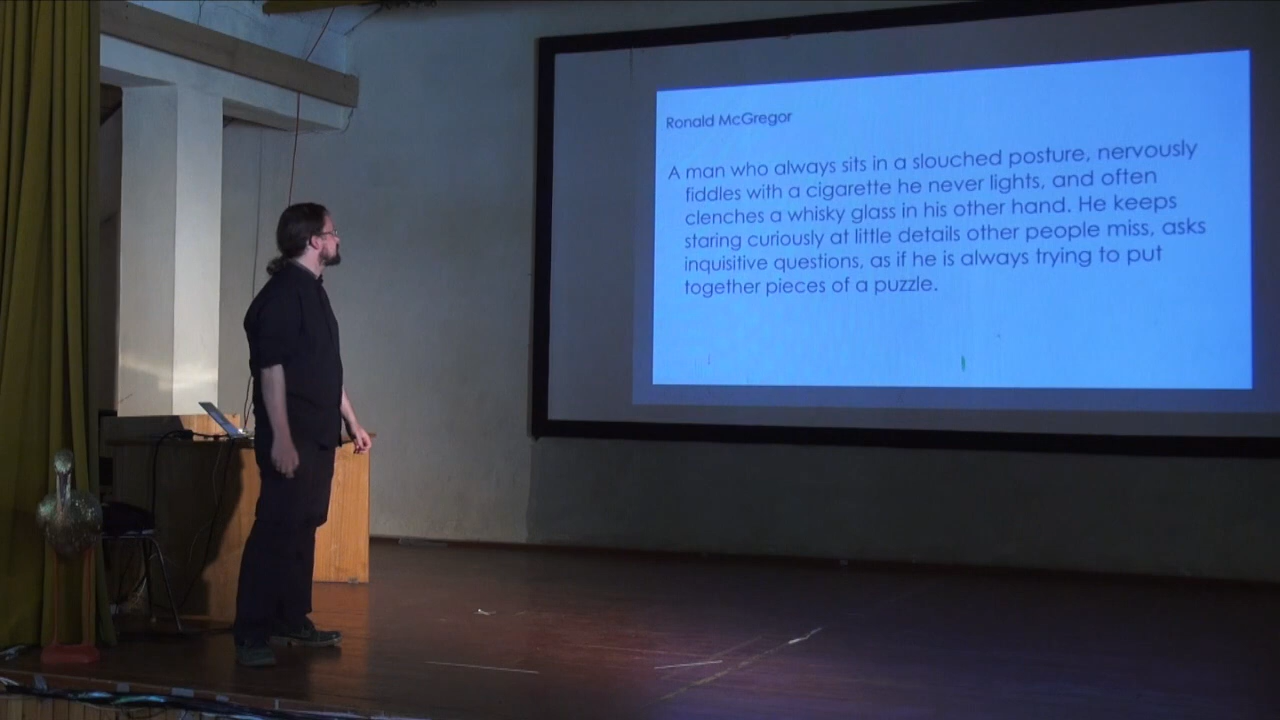 Ronald McGregor
A man who always sits in a slouched posture, nervously
fiddles with a cigarette he never lights, and often
clenches a whisky glass in his other hand. He keeps
staring curiously at little details other people miss, asks
inquisitive questions, as if he is always trying to put
together pieces of a puzzle.